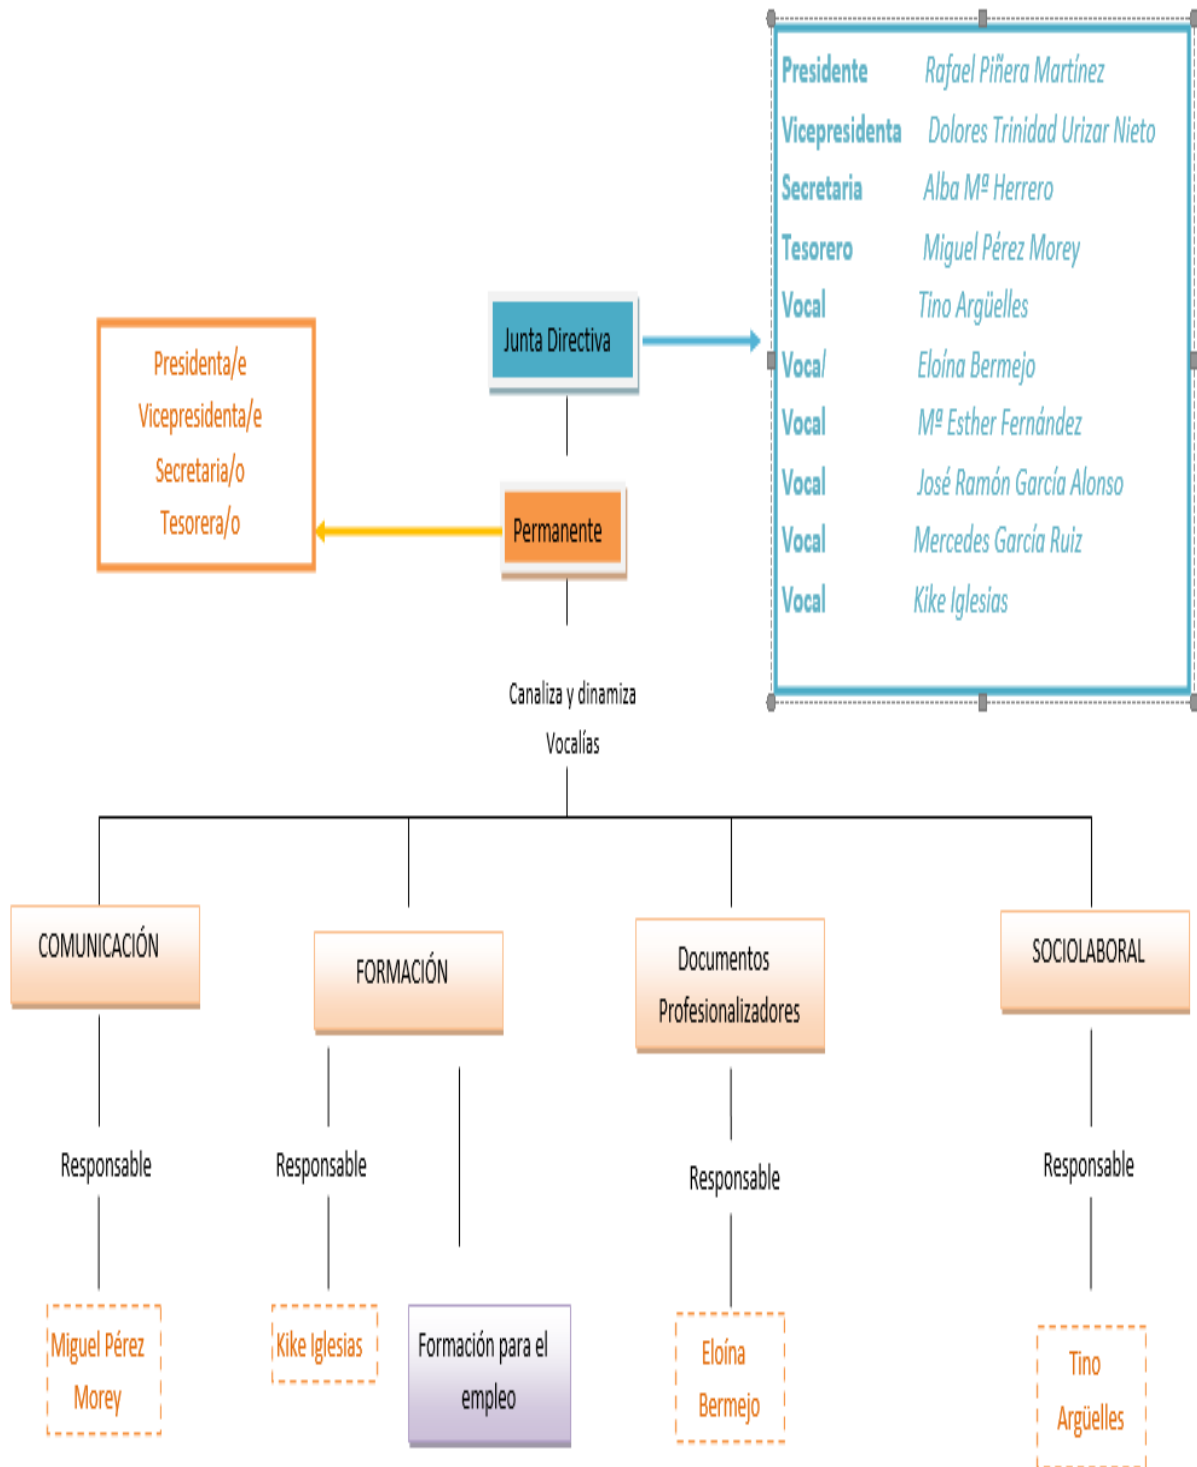 Presidente Rafael Piñera Martínez
Vicepresidenta Dolores Trinidad Urizar Nieto
Secretaria Alba Mª Herrero
Tesorero Miguel Pérez Morey
Vocal Tino Argüelles
Vocal Eloína Bermejo
Vocal Mª Esther Fernández
Vocal José Ramón García Alonso
Vocal Mercedes García Ruiz
Vocal Kike Iglesias
Junta Directiva
Presidenta/e
Vicepresidenta/e
Secretaria/o
Tesorera/o
Permanente
Canaliza y dinamiza
Vocalías
COMUNICACIÓN
FORMACIÓN
Documentos
Profesionalizadores
SOCIOLABORAL
Responsable
Responsable
Responsable
Responsable
Miguel Pérez
Morey
Kike Iglesias
Formación para el
empleo
Eloína
Bermejo
Tino
Argüelles